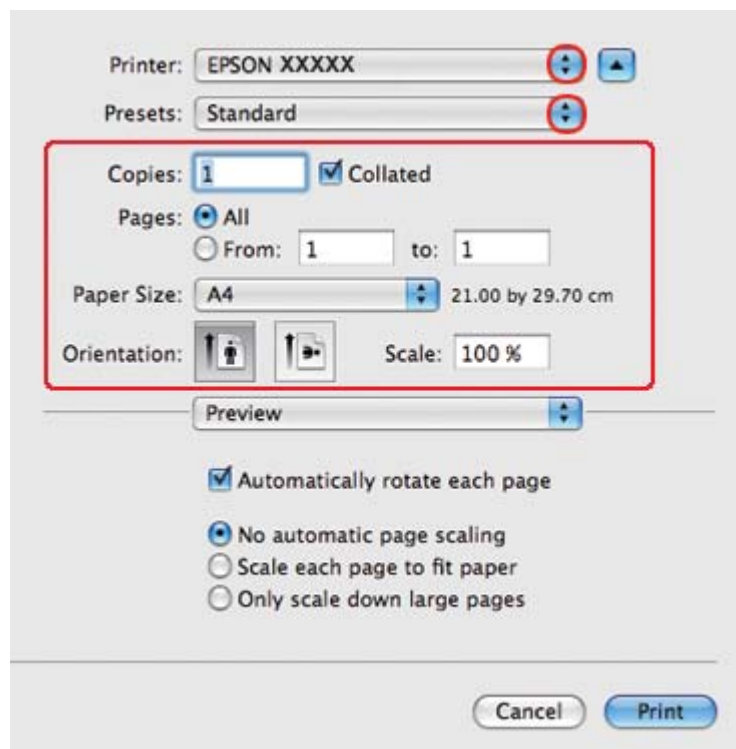 Printer: EPSON XXXXX
Presets: Standard
Copies: 1 Collated
Pages: All
From: 1 to: 1
Paper Size: A4 21.00 by 29.70 cm
Orientation: Scale: 100 %
Preview
Automatically rotate each page
No automatic page scaling
Scale each page to fit paper
Only scale down large pages
Cancel Print